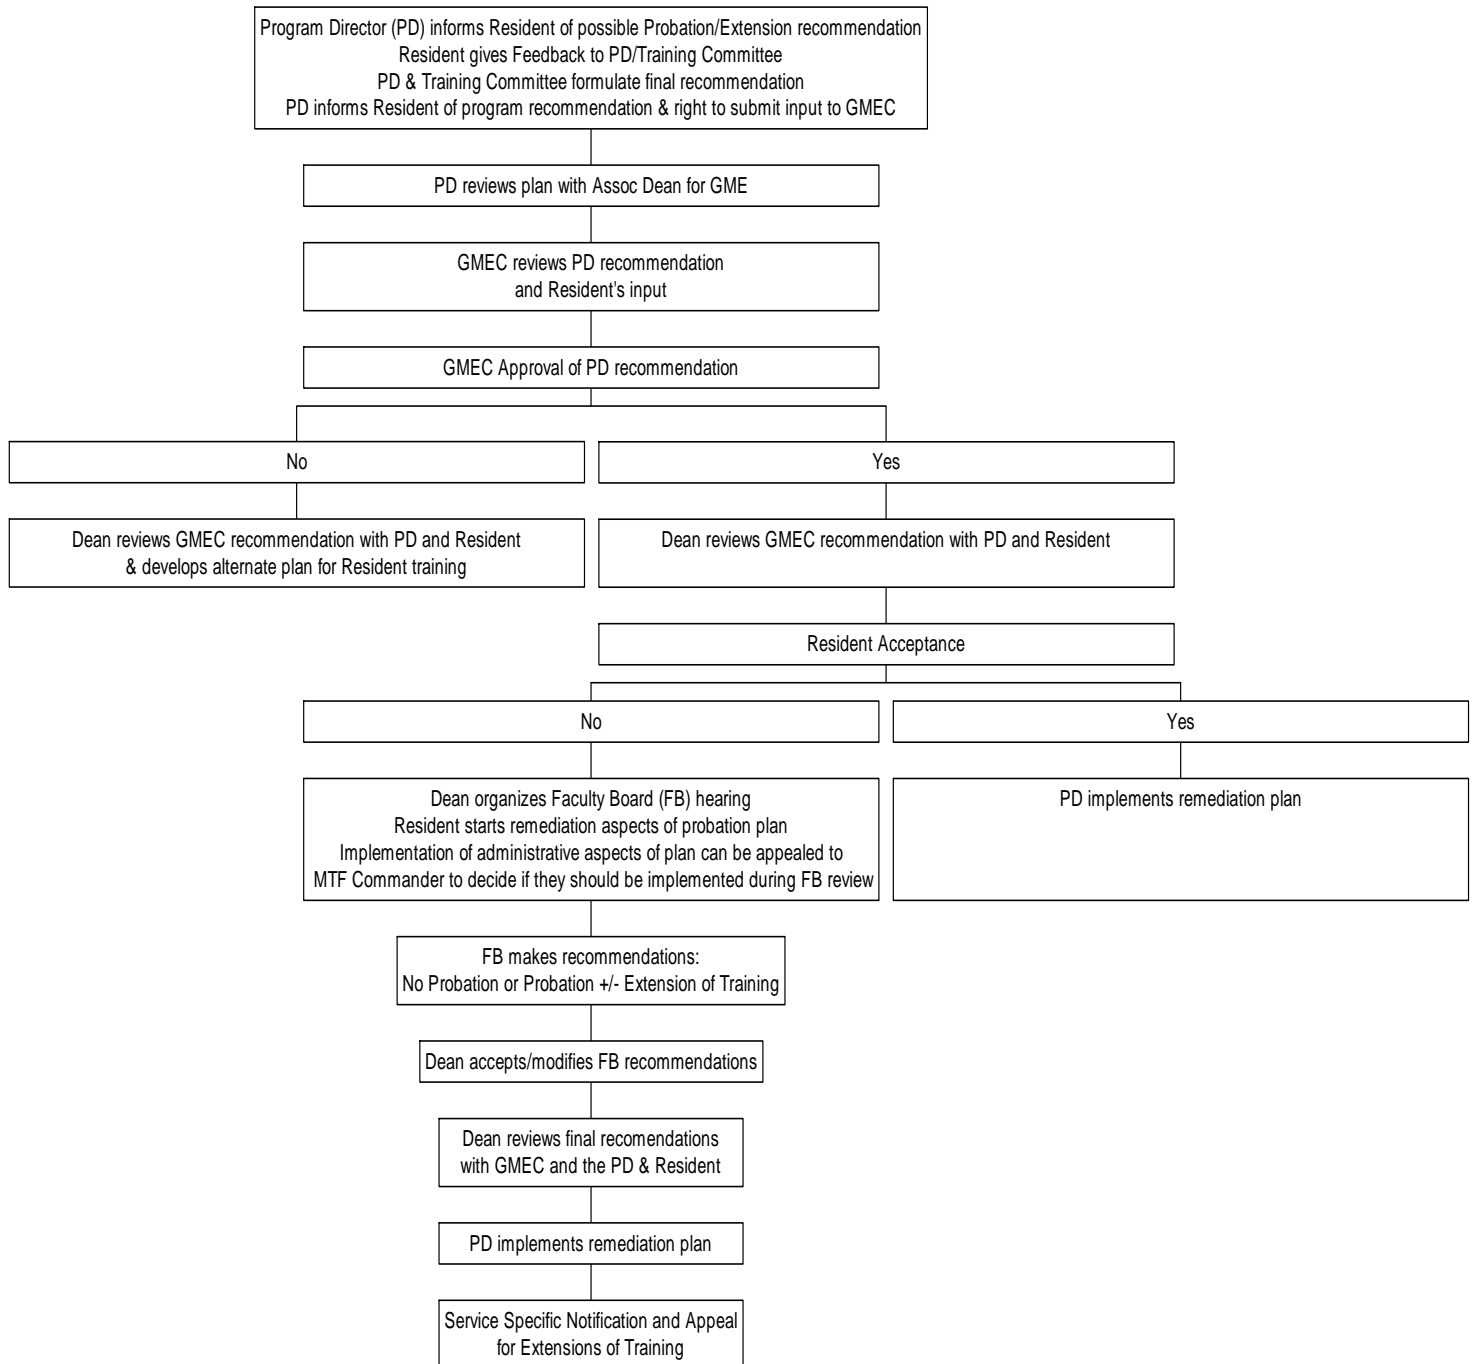 Program Director (PD) informs Resident of possible Probation/Extension recommendation
Resident gives Feedback to PD/Training Committee
PD & Training Committee formulate final recommendation
PD informs Resident of program recommendation & right to submit input to GMEC
PD reviews plan with Assoc Dean for GME
GMEC reviews PD recommendation
and Resident's input
GMEC Approval of PD recommendation
No
Yes
Dean reviews GMEC recommendation with PD and Resident
& develops alternate plan for Resident training
Dean reviews GMEC recommendation with PD and Resident
Resident Acceptance
No
Yes
Dean organizes Faculty Board (FB) hearing
Resident starts remediation aspects of probation plan
Implementation of administrative aspects of plan can be appealed to
MTF Commander to decide if they should be implemented during FB review
PD implements remediation plan
FB makes recommendations:
No Probation or Probation +/- Extension of Training
Dean accepts/modifies FB recommendations
Dean reviews final recomendations
with GMEC and the PD & Resident
PD implements remediation plan
Service Specific Notification and Appeal
for Extensions of Training